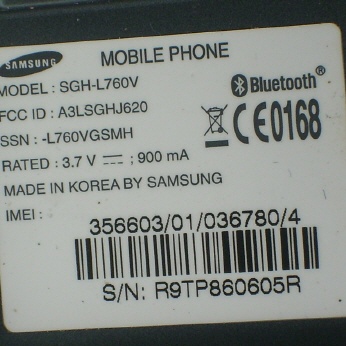 SAMSUNG
MOBILE PHONE
MODEL : SGH-L760V
Bluetooth®
FCC ID : A3LSGHJ620
SSN : -L760VGSMH
CE0168
RATED : 3.7 V ⎓ ; 900 mA
MADE IN KOREA BY SAMSUNG
IMEI :
356603/01/036780/4
S/N: R9TP860605R